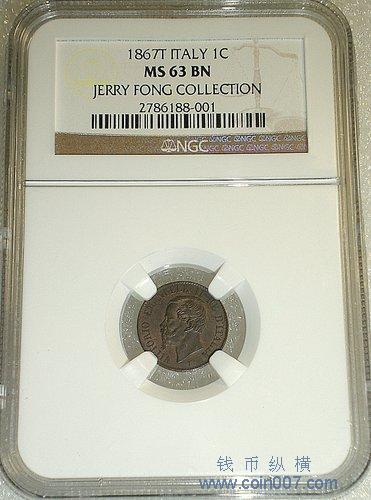 1867T ITALY 1C
MS 63 BN
JERRY FONG COLLECTION
2786188-001
NGC
钱币纵横
www.coin007.com